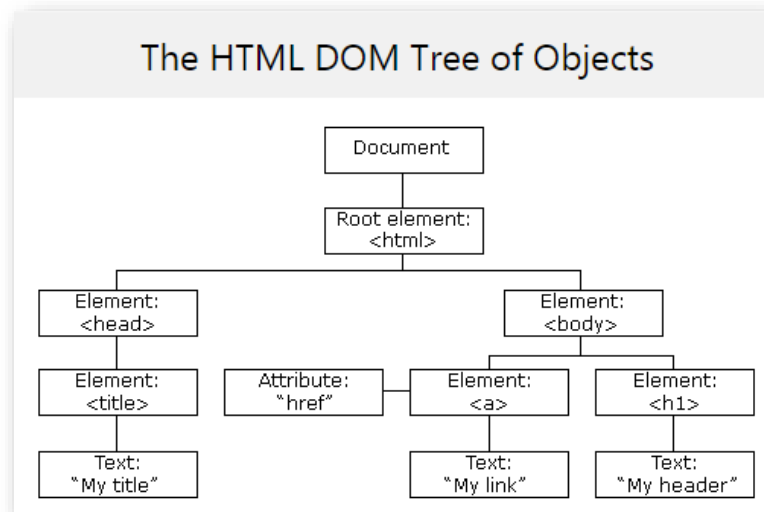 The HTML DOM Tree of Objects
Document
Root element:
<html>
Element:
<head>
Element:
<body>
Element:
<title>
Attribute:
“href”
Element:
<a>
Element:
<h1>
Text:
“My title”
Text:
“My link”
Text:
“My header”